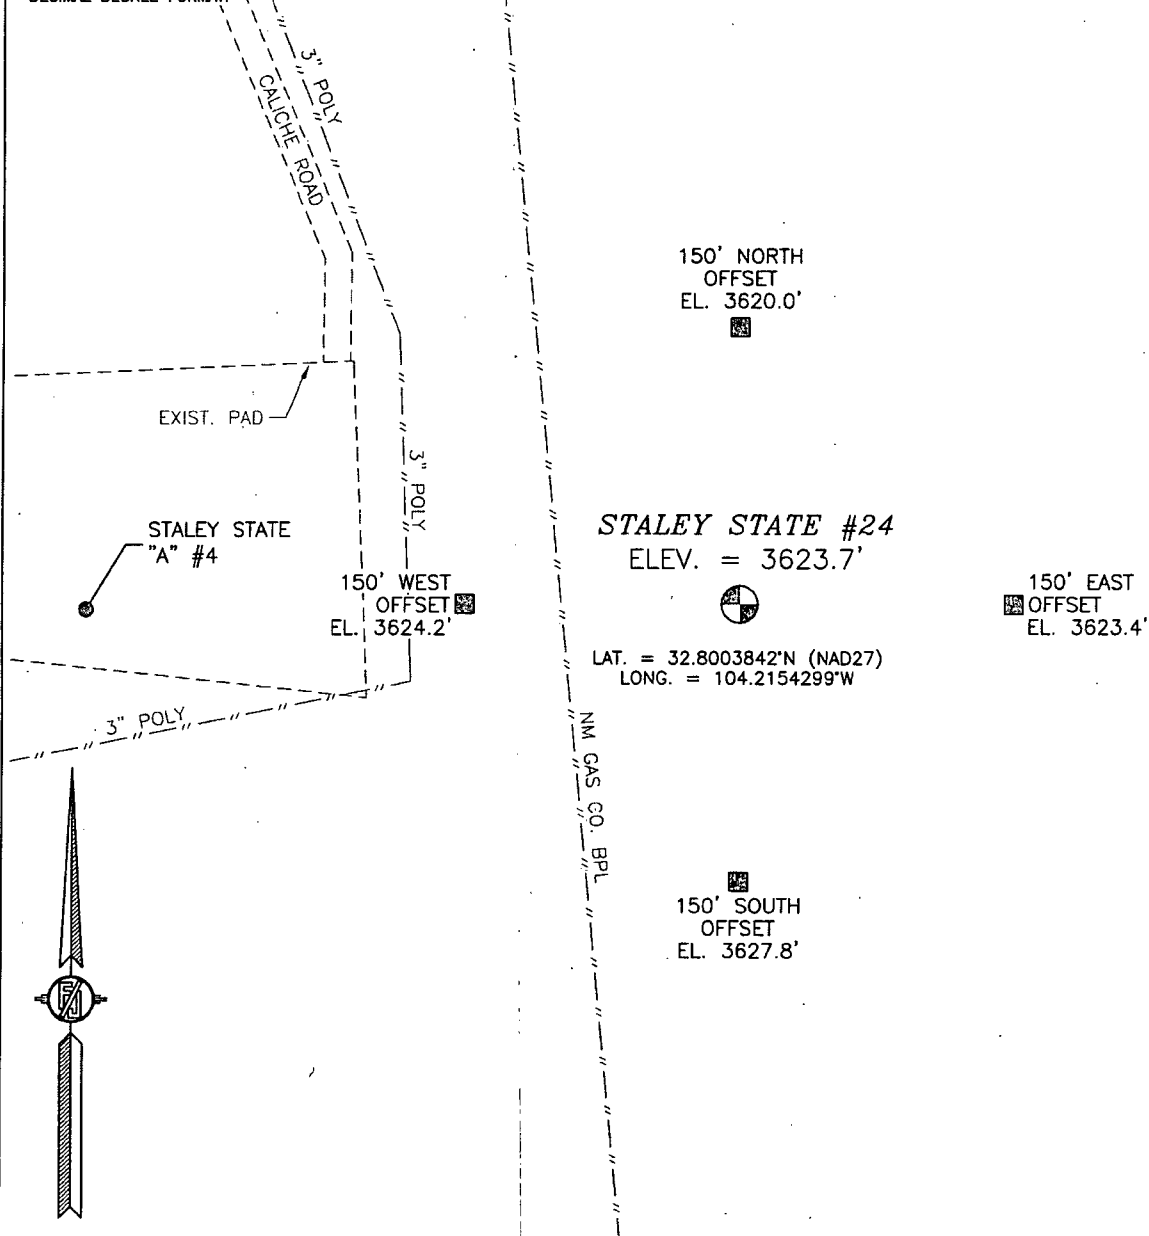 3" POLY
CALICHE ROAD
150' NORTH
OFFSET
EL. 3620.0'
EXIST. PAD
3" POLY
STALEY STATE
"A" #4
STALEY STATE #24
ELEV. = 3623.7'
150' WEST
OFFSET
EL. 3624.2'
150' EAST
OFFSET
EL. 3623.4'
LAT. = 32.8003842°N (NAD27)
LONG. = 104.2154299°W
3" POLY
NM GAS CO. BPL
150' SOUTH
OFFSET
EL. 3627.8'